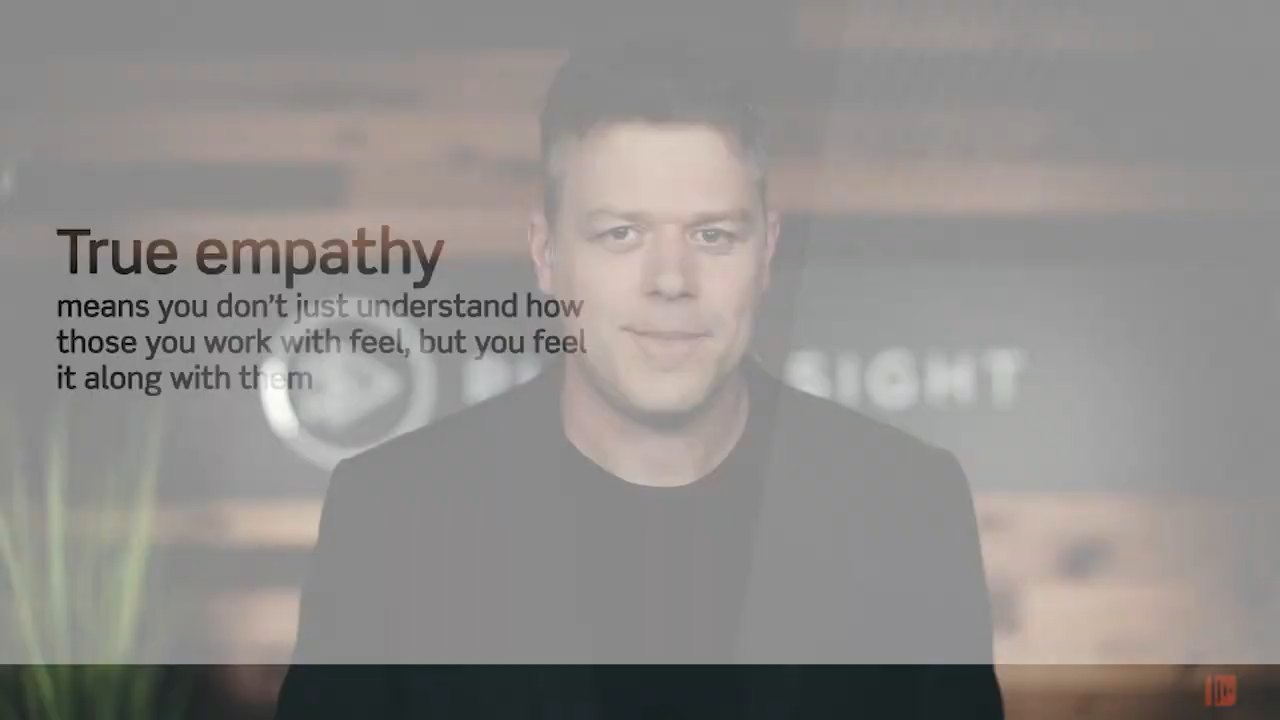 True empathy
means you don't just understand how
those you work with feel, but you feel
it along with them